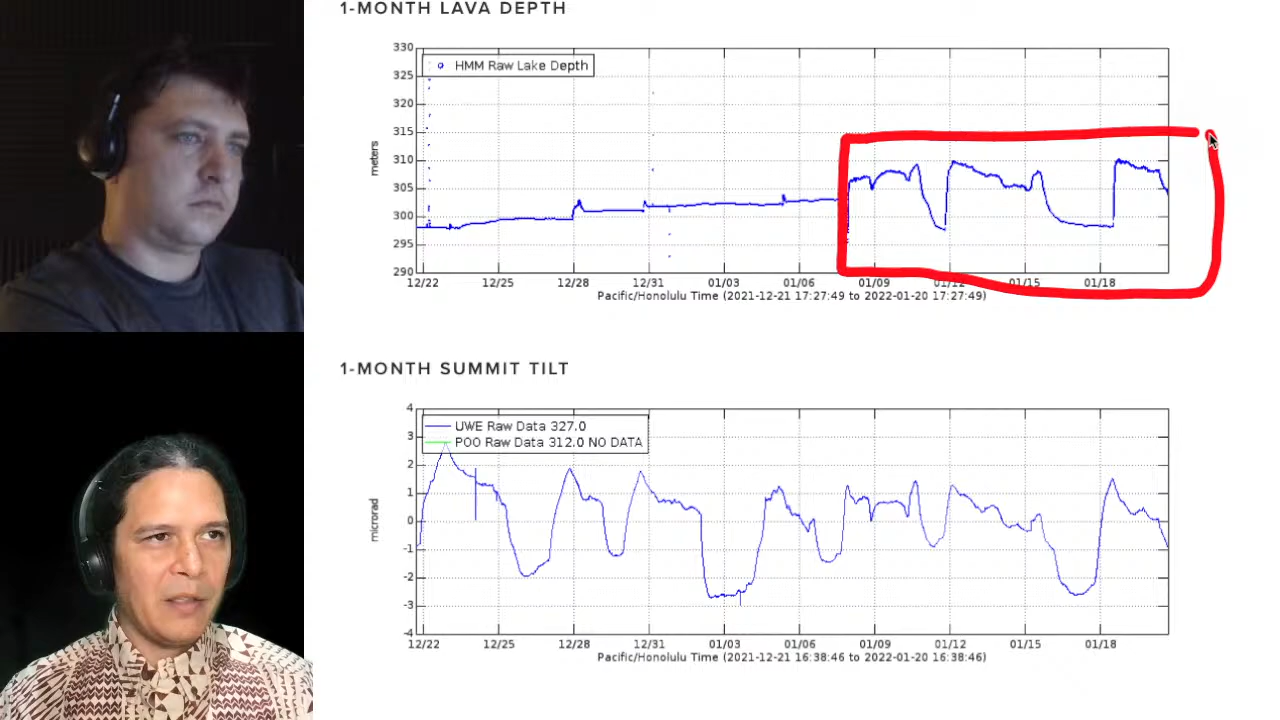 1-MONTH LAVA DEPTH
330
325
320
315
310
305
300
295
290
meters
HMM Raw Lake Depth
12/22 12/25 12/28 12/31 01/03 01/06 01/09 01/12 01/15 01/18
Pacific/Honolulu Time (2021-12-21 17:27:49 to 2022-01-20 17:27:49)
1-MONTH SUMMIT TILT
4
3
2
1
0
-1
-2
-3
-4
microrad
UWE Raw Data 327.0
POO Raw Data 312.0 NO DATA
12/22 12/25 12/28 12/31 01/03 01/06 01/09 01/12 01/15 01/18
Pacific/Honolulu Time (2021-12-21 16:38:46 to 2022-01-20 16:38:46)